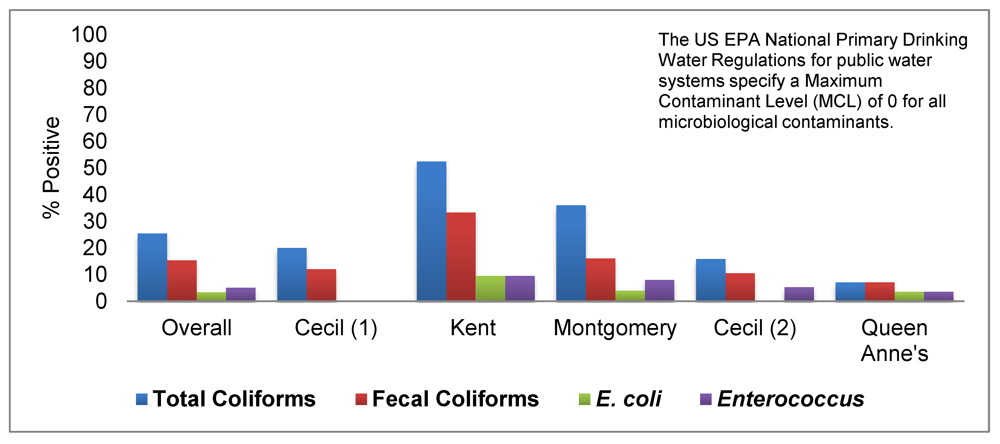 The US EPA National Primary Drinking
Water Regulations for public water
systems specify a Maximum
Contaminant Level (MCL) of 0 for all
microbiological contaminants.
% Positive
100
90
80
70
60
50
40
30
20
10
0
Overall
Cecil (1)
Kent
Montgomery
Cecil (2)
Queen
Anne's
Total Coliforms
Fecal Coliforms
E. coli
Enterococcus